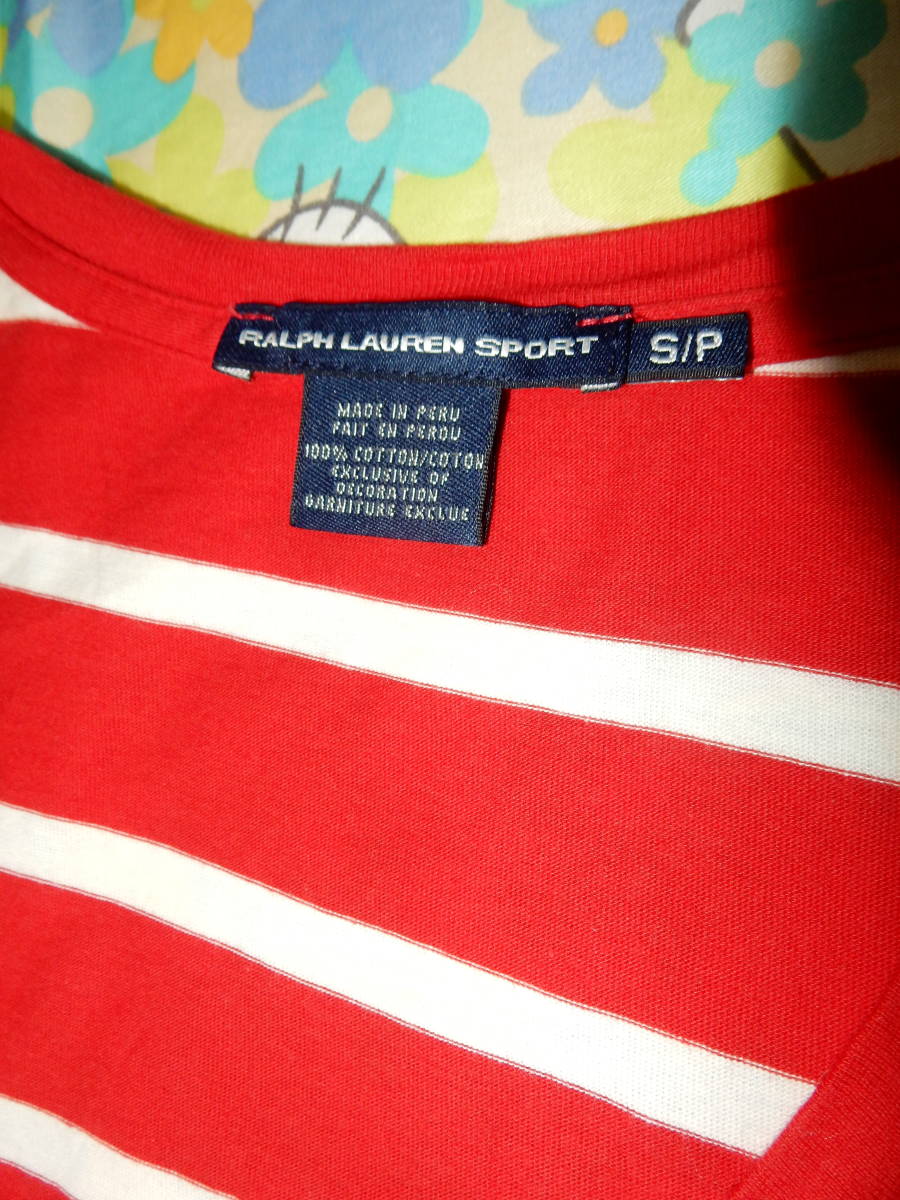 RALPH LAUREN SPORT
S/P
MADE IN PERU
FAIT EN PEROU
100% COTTON/COTON
EXCLUSIVE OF
DECORATION
GARNITURE EXCLUE